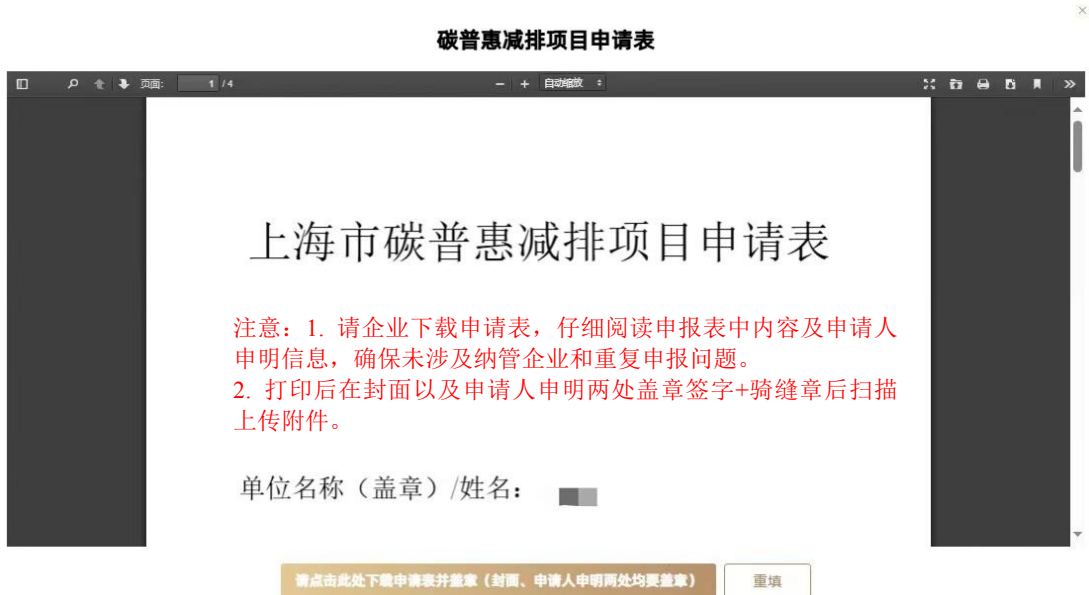 碳普惠减排项目申请表
页面: 1 / 4 自动缩放
上海市碳普惠减排项目申请表
注意：1. 请企业下载申请表，仔细阅读申报表中内容及申请人
申明信息，确保未涉及纳管企业和重复申报问题。
2. 打印后在封面以及申请人申明两处盖章签字+骑缝章后扫描
上传附件。
单位名称（盖章）/姓名：
请点击此处下载申请表并盖章（封面、申请人申明两处均要盖章） 重填